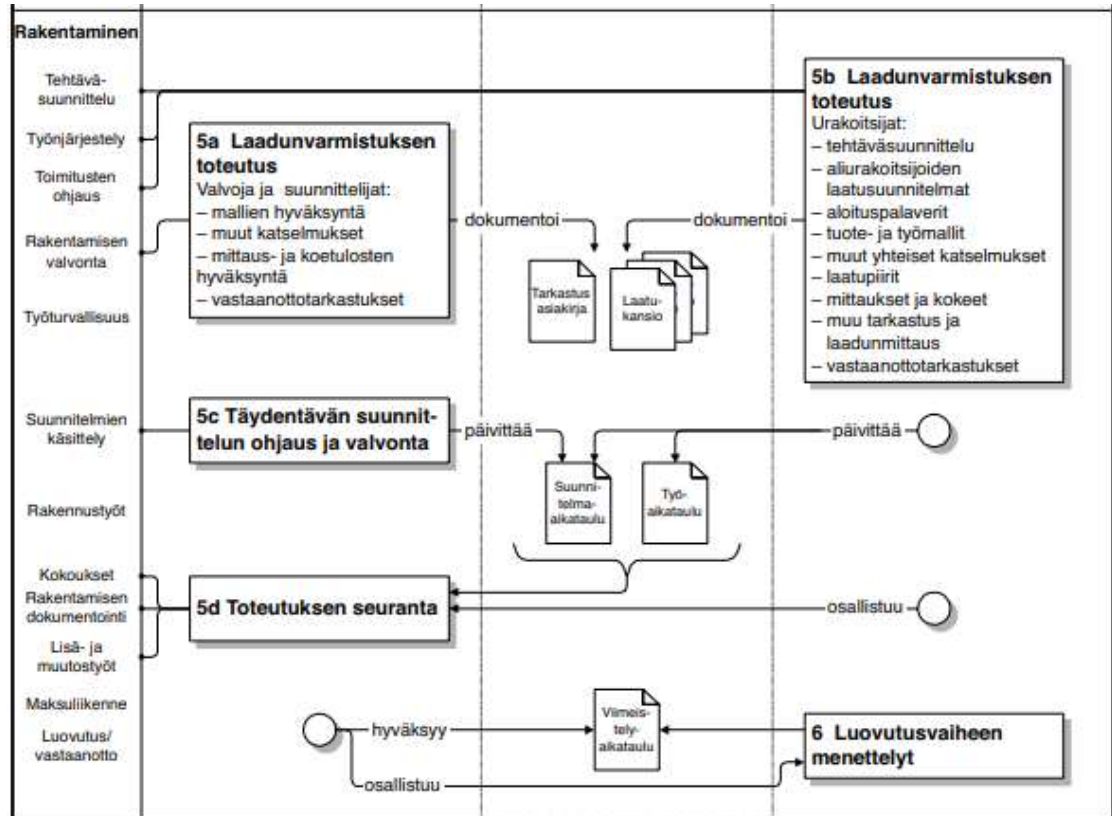 Rakentaminen
Tehtävä-
suunnittelu
Työnjärjestely
Toimitusten
ohjaus
Rakentamisen
valvonta
Työturvallisuus
Suunnitelmien
käsittely
Rakennustyöt
Kokoukset
Rakentamisen
dokumentointi
Lisä- ja
muutostyöt
Maksuliikenne
Luovutus/
vastaanotto
5a Laadunvarmistuksen
toteutus
Valvoja ja suunnittelijat:
– mallien hyväksyntä
– muut katselmukset
– mittaus- ja koetulosten
hyväksyntä
– vastaanottotarkastukset
dokumentoi
Tarkastus
asiakirja
Laatu-
kansio
dokumentoi
5b Laadunvarmistuksen
toteutus
Urakoitsijat:
– tehtäväsuunnittelu
– aliurakoitsijoiden
laatusuunnitelmat
– aloituspalaverit
– tuote- ja työmallit
– muut yhteiset katselmukset
– laatupiirit
– mittaukset ja kokeet
– muu tarkastus ja
laadunmittaus
– vastaanottotarkastukset
5c Täydentävän suunnit-
telun ohjaus ja valvonta
päivittää
Suunni-
telma-
aikataulu
Työ-
aikataulu
päivittää
5d Toteutuksen seuranta
osallistuu
hyväksyy
Viimeis-
tely-
aikataulu
osallistuu
6 Luovutusvaiheen
menettelyt